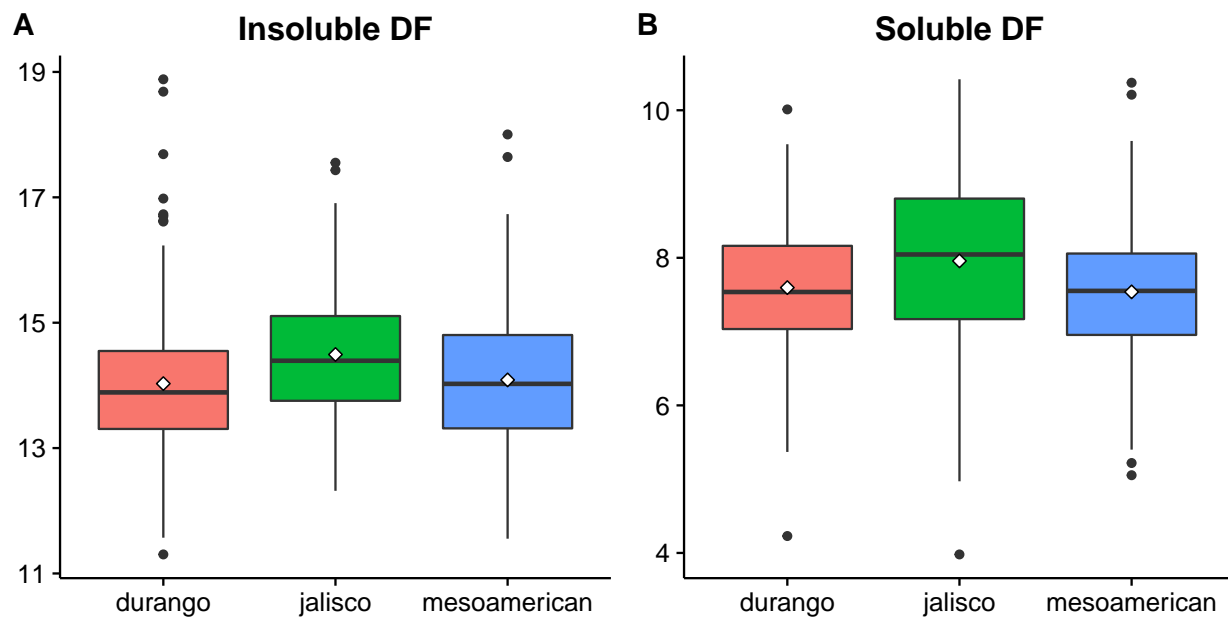 A Insoluble DF
19
17
15
13
11
durango jalisco mesoamerican
B Soluble DF
10
8
6
4
durango jalisco mesoamerican